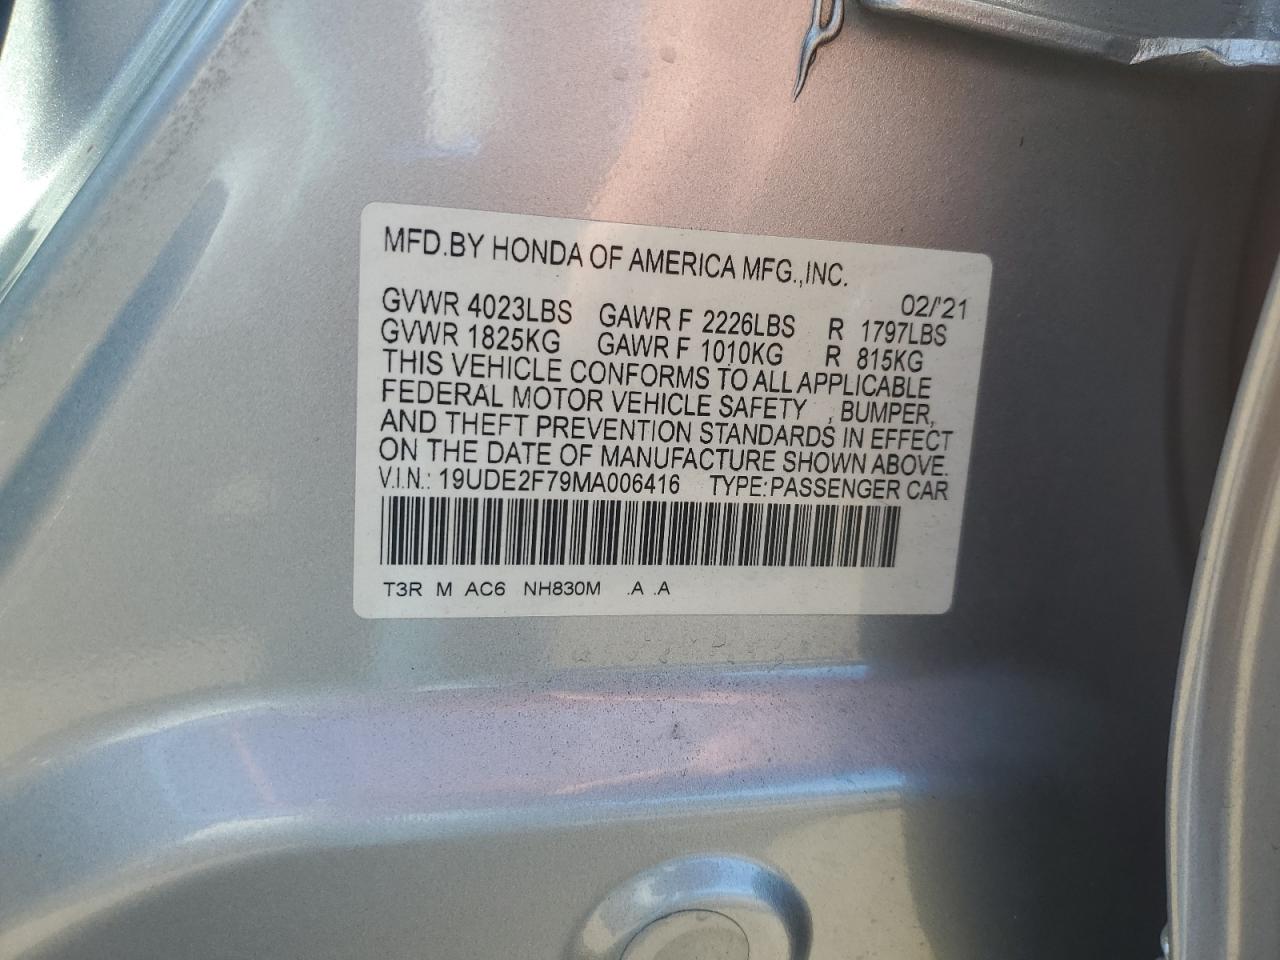 MFD.BY HONDA OF AMERICA MFG.,INC.
02/'21
GVWR 4023LBS GAWR F 2226LBS R 1797LBS
GVWR 1825KG GAWR F 1010KG R 815KG
THIS VEHICLE CONFORMS TO ALL APPLICABLE
FEDERAL MOTOR VEHICLE SAFETY , BUMPER,
AND THEFT PREVENTION STANDARDS IN EFFECT
ON THE DATE OF MANUFACTURE SHOWN ABOVE.
V.I.N.: 19UDE2F79MA006416 TYPE:PASSENGER CAR
T3R M AC6 NH830M .A .A